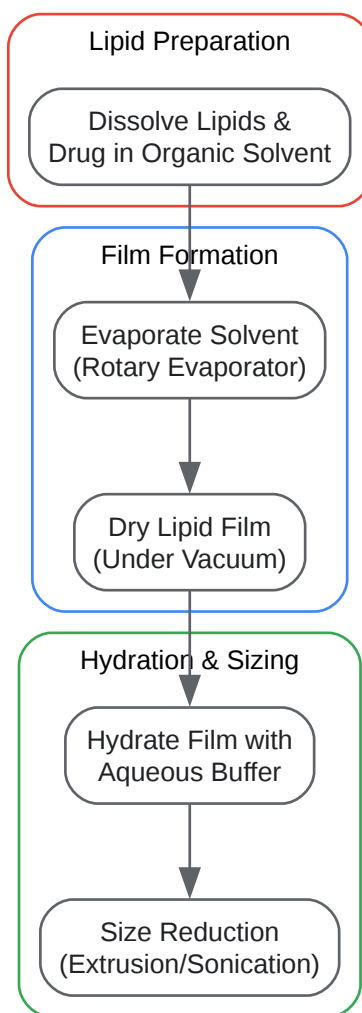 Lipid Preparation
Dissolve Lipids &
Drug in Organic Solvent
Film Formation
Evaporate Solvent
(Rotary Evaporator)
Dry Lipid Film
(Under Vacuum)
Hydration & Sizing
Hydrate Film with
Aqueous Buffer
Size Reduction
(Extrusion/Sonication)